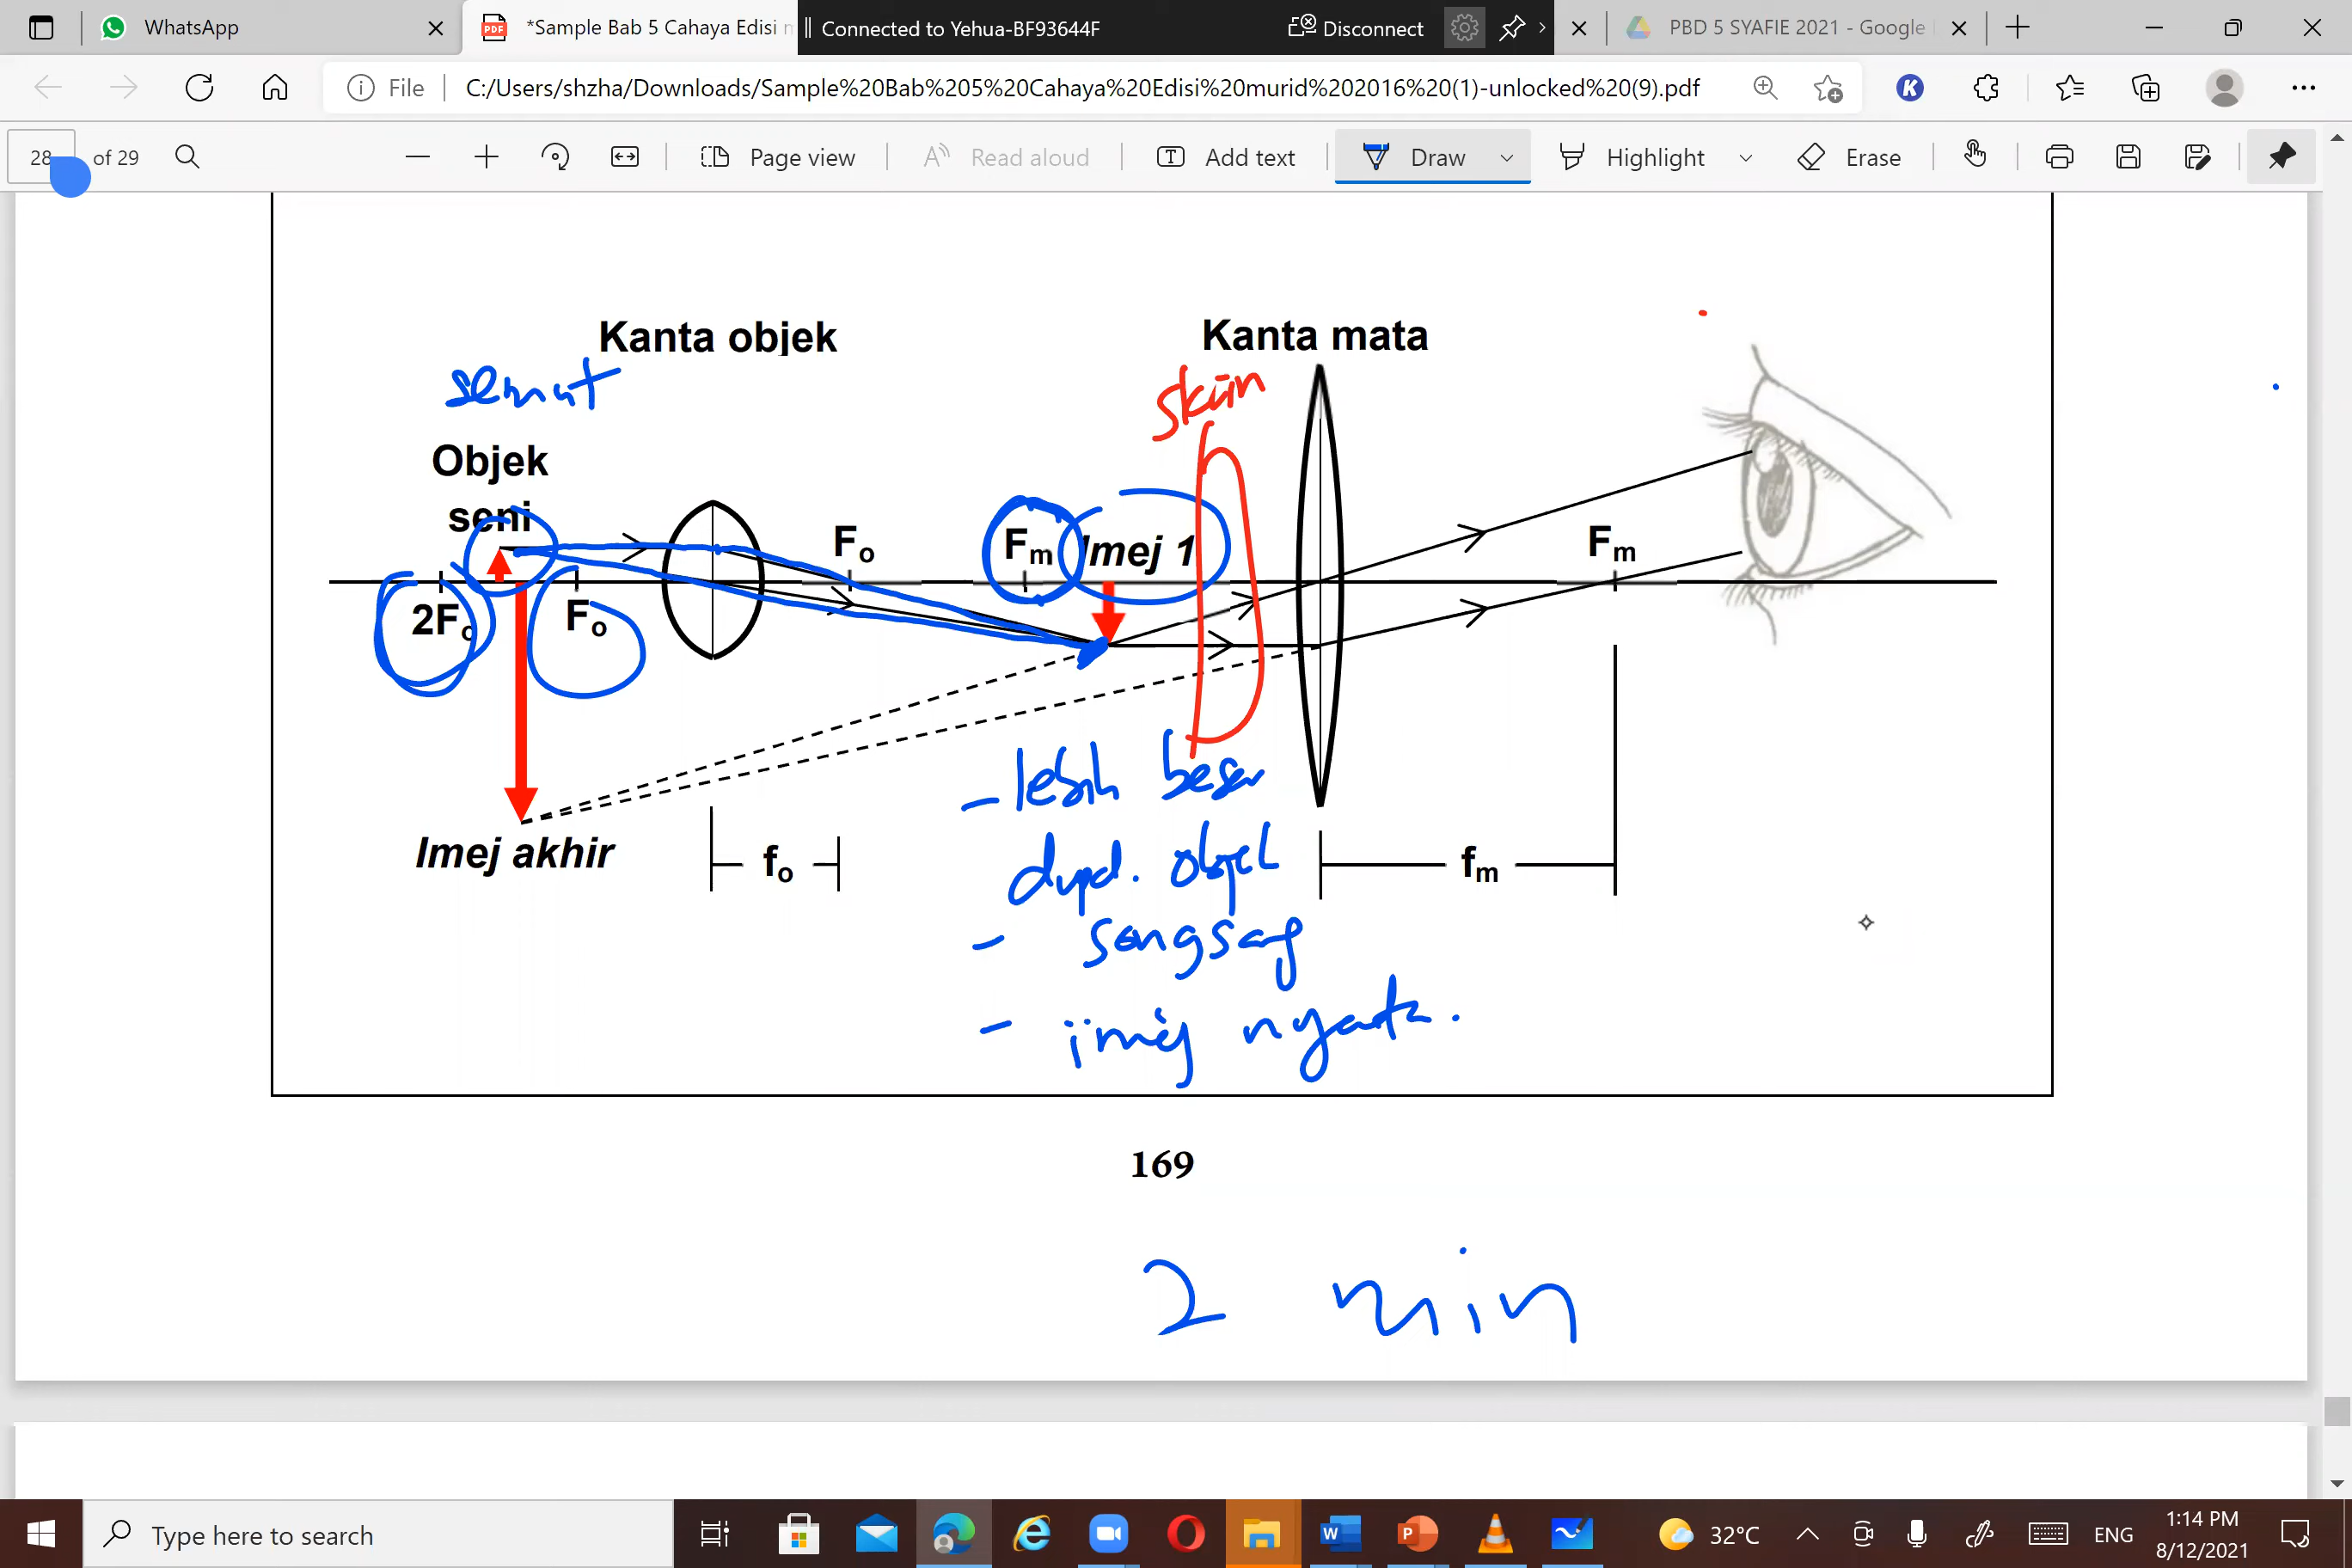 WhatsApp
*Sample Bab 5 Cahaya Edisi m
Connected to Yehua-BF93644F
Disconnect
PBD 5 SYAFIE 2021 - Google
File
C:/Users/shzha/Downloads/Sample%20Bab%205%20Cahaya%20Edisi%20murid%202016%20(1)-unlocked%20(9).pdf
28 of 29
Page view
Read aloud
Add text
Draw
Highlight
Erase
Kanta objek
Kanta mata
semut
skrin
Objek
seni
Fo
Fm
Imej 1
Fm
2Fo
Fo
Imej akhir
fo
fm
- lebih besar
dpd. objek
- songsang
- imej nyata.
169
2 min
Type here to search
32°C
ENG
1:14 PM
8/12/2021